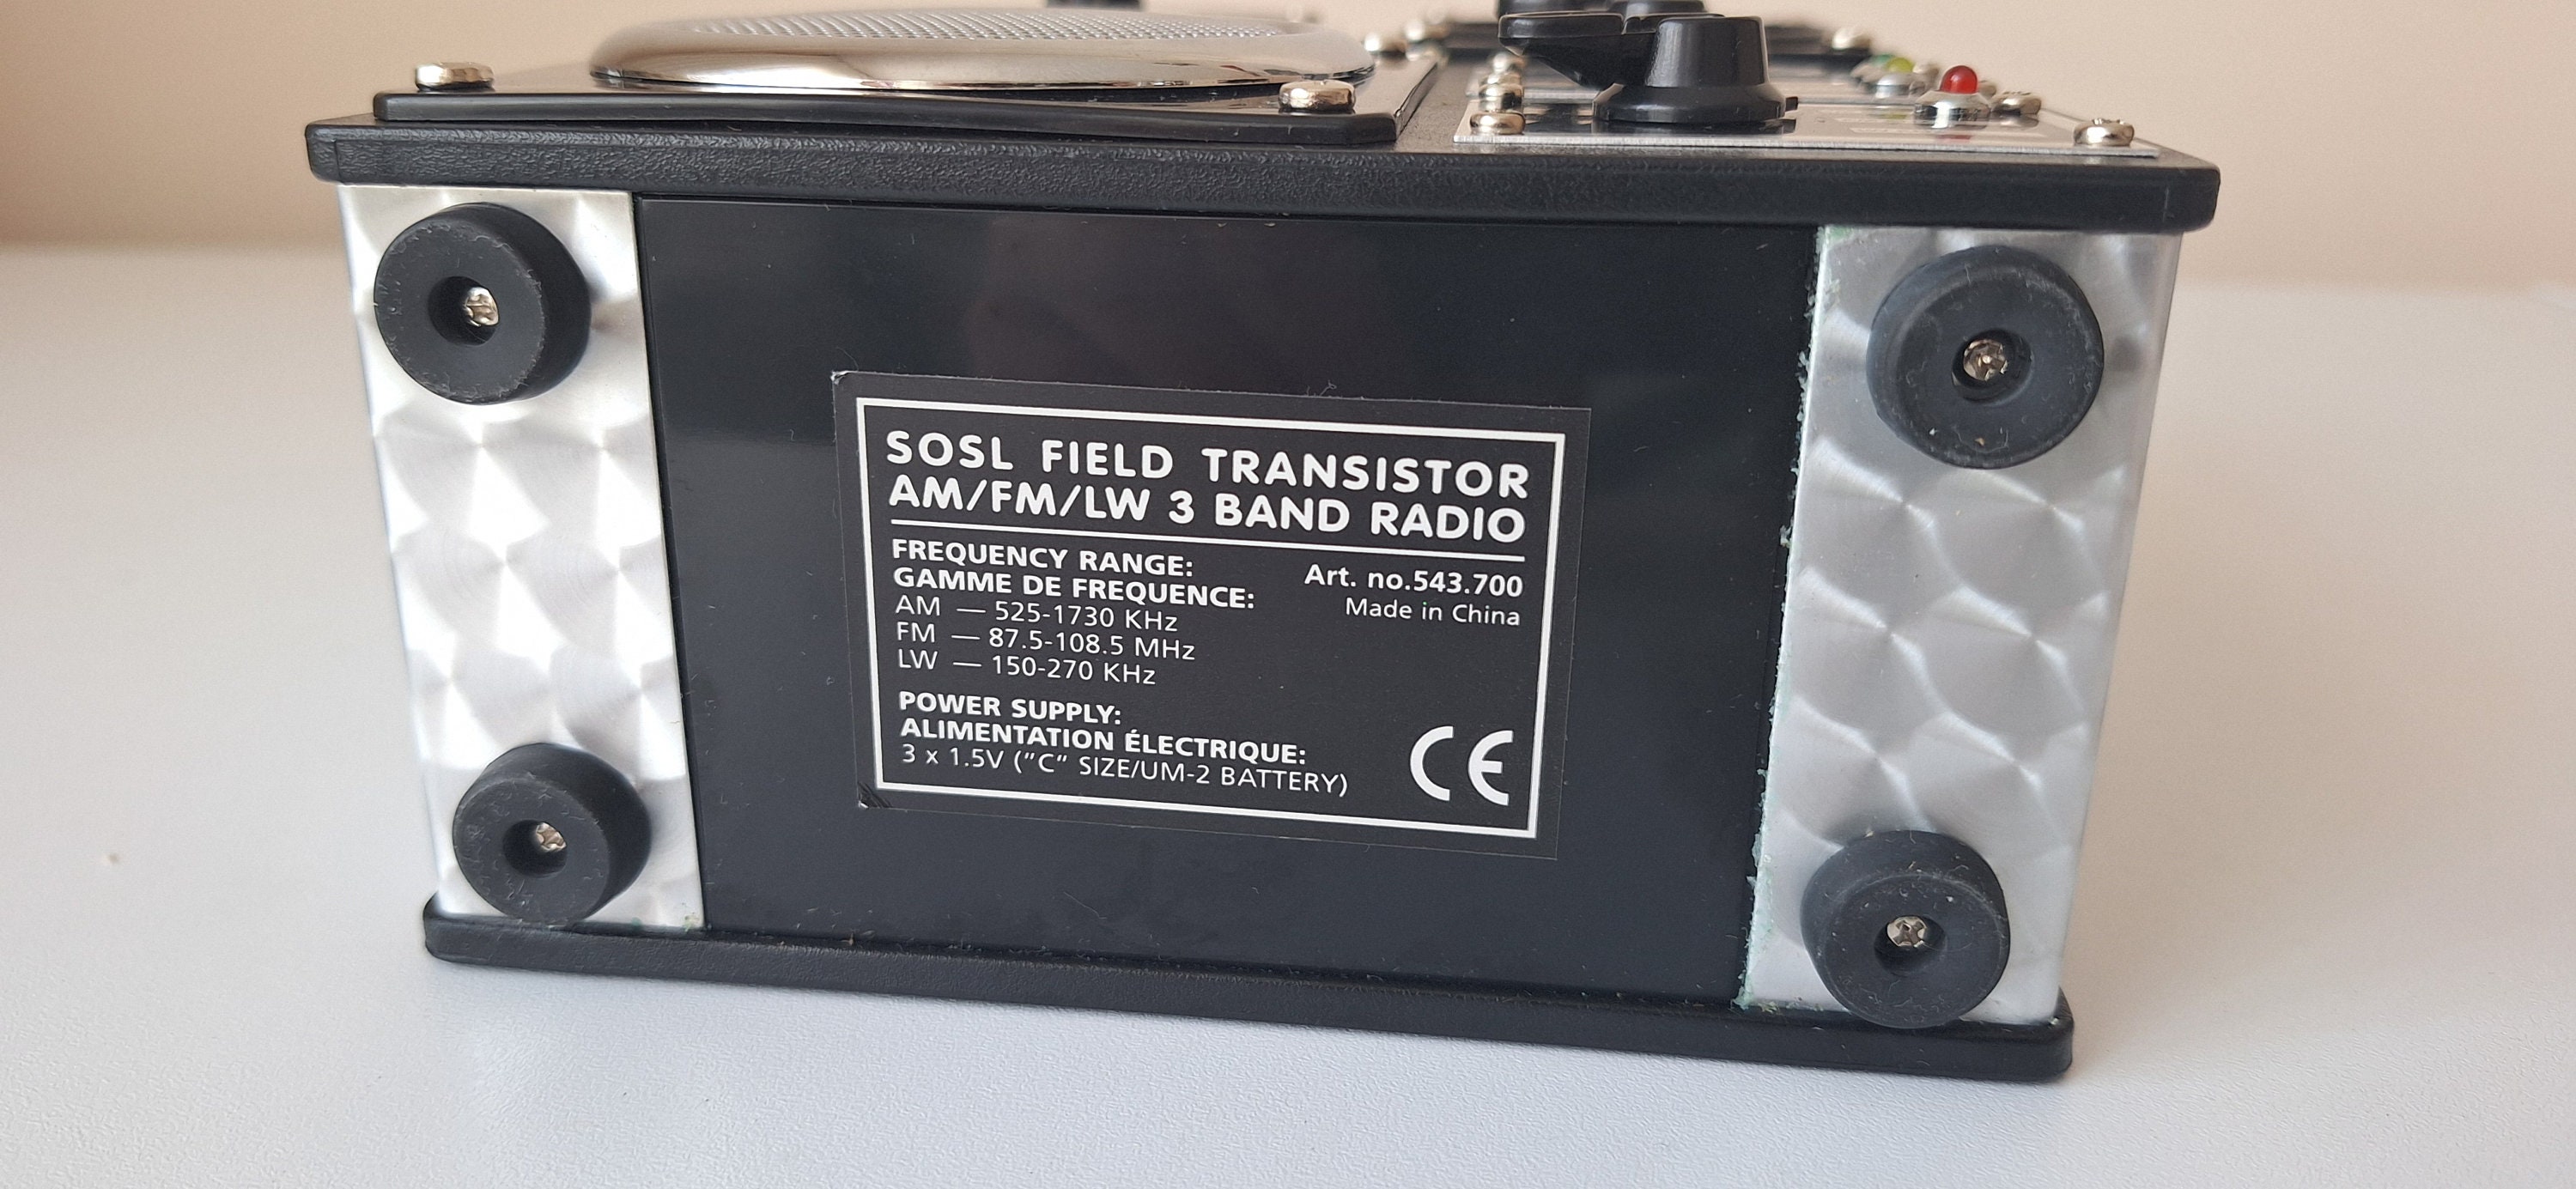 SOSL FIELD TRANSISTOR
AM/FM/LW 3 BAND RADIO
FREQUENCY RANGE:
GAMME DE FREQUENCE:
Art. no.543.700
Made in China
AM — 525-1730 KHz
FM — 87.5-108.5 MHz
LW — 150-270 KHz
POWER SUPPLY:
ALIMENTATION ÉLECTRIQUE:
3 x 1.5V ("C" SIZE/UM-2 BATTERY)
CE